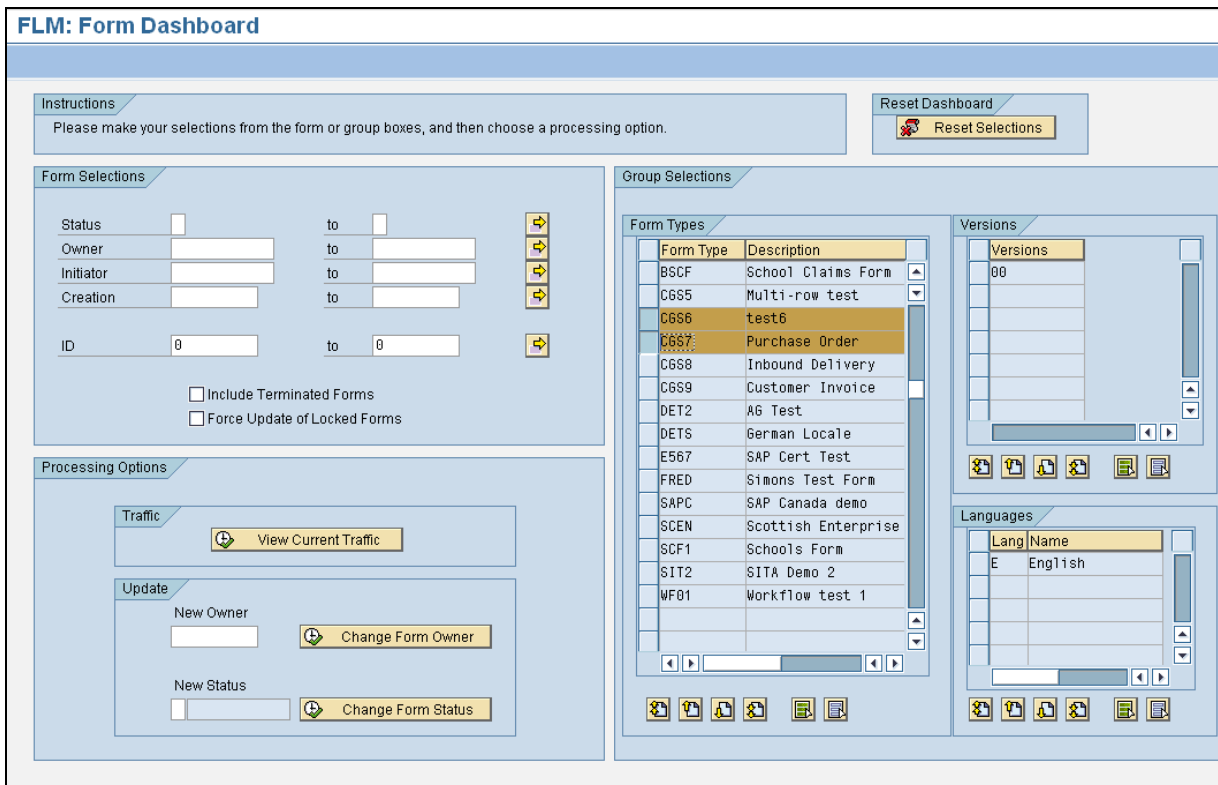 FLM: Form Dashboard
Instructions
Please make your selections from the form or group boxes, and then choose a processing option.
Reset Dashboard
Reset Selections
Form Selections
Status to
Owner to
Initiator to
Creation to
ID 0 to 0
Include Terminated Forms
Force Update of Locked Forms
Processing Options
Traffic
View Current Traffic
Update
New Owner
Change Form Owner
New Status
Change Form Status
Group Selections
Form Types
Form Type Description
BSCF School Claims Form
CGS5 Multi-row test
CGS6 test6
CGS7 Purchase Order
CGS8 Inbound Delivery
CGS9 Customer Invoice
DET2 AG Test
DETS German Locale
E567 SAP Cert Test
FRED Simons Test Form
SAPC SAP Canada demo
SCEN Scottish Enterprise
SCF1 Schools Form
SIT2 SITA Demo 2
WF01 Workflow test 1
Versions
Versions
00
Languages
Lang Name
E English